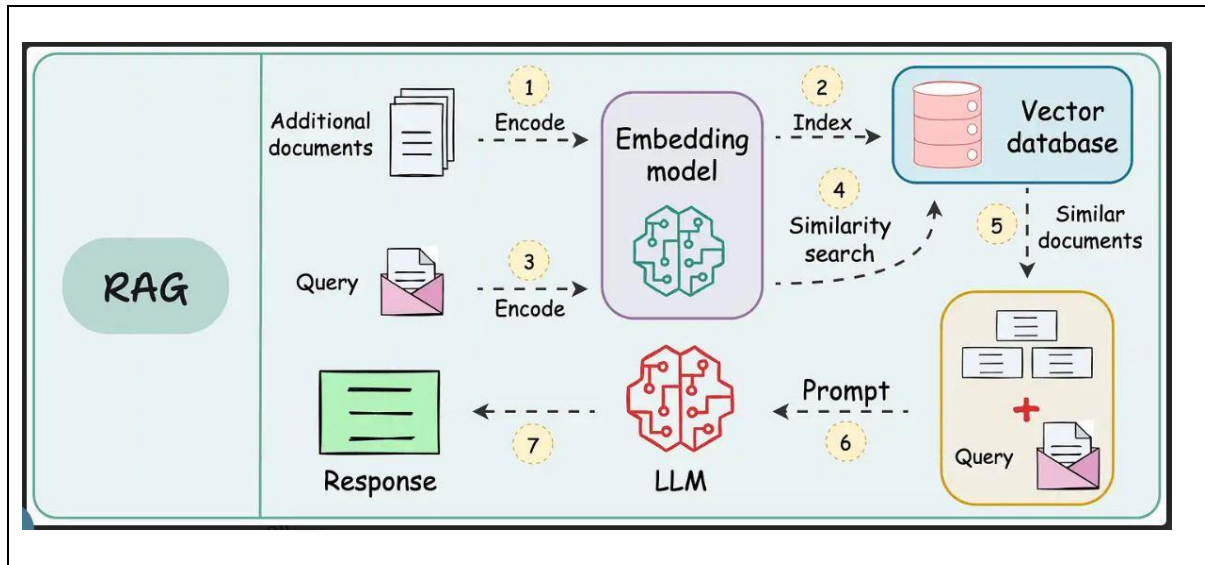 RAG
Additional
documents
1
Encode
Embedding
model
2
Index
Vector
database
Query
3
Encode
4
Similarity
search
5
Similar
documents
Query
Prompt
6
LLM
7
Response